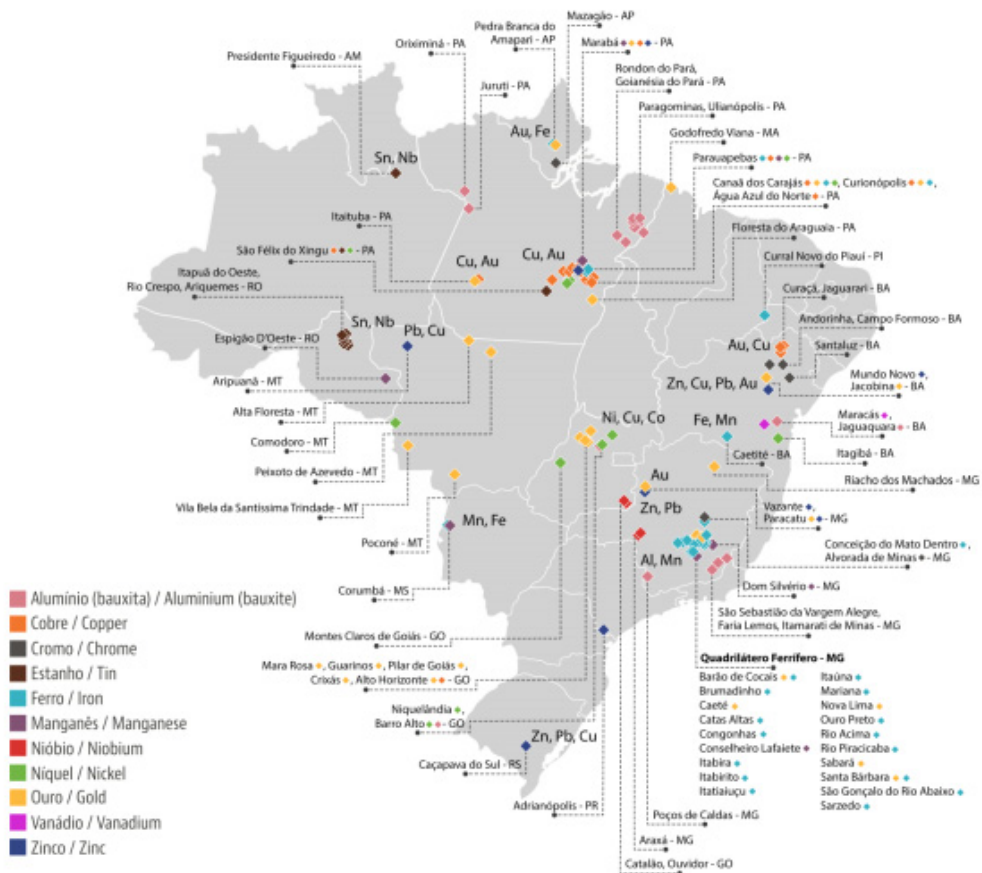 Mazagão - AP
Pedra Branca do
Amapari - AP
Oriximiná - PA
Marabá - PA
Presidente Figueiredo - AM
Rondon do Pará,
Goianésia do Pará - PA
Juruti - PA
Paragominas, Ulianópolis - PA
Au, Fe
Godofredo Viana - MA
Sn, Nb
Parauapebas - PA
Canaã dos Carajás, Curionópolis,
Água Azul do Norte - PA
Itaituba - PA
Floresta do Araguaia - PA
São Félix do Xingu - PA
Cu, Au
Cu, Au
Curral Novo do Piauí - PI
Itapuã do Oeste,
Rio Crespo, Ariquemes - RO
Curaçá, Jaguarari - BA
Andorinha, Campo Formoso - BA
Sn, Nb
Pb, Cu
Au, Cu
Santaluz - BA
Espigão D'Oeste - RO
Zn, Cu, Pb, Au
Mundo Novo,
Jacobina - BA
Aripuanã - MT
Alta Floresta - MT
Ni, Cu, Co
Fe, Mn
Maracás,
Jaguaquara - BA
Comodoro - MT
Caetité - BA
Itagibá - BA
Peixoto de Azevedo - MT
Au
Riacho dos Machados - MG
Vila Bela da Santíssima Trindade - MT
Zn, Pb
Vazante,
Paracatu - MG
Mn, Fe
Poconé - MT
Al, Mn
Conceição do Mato Dentro,
Alvorada de Minas - MG
Corumbá - MS
Dom Silvério - MG
São Sebastião da Vargem Alegre,
Faria Lemos, Itamarati de Minas - MG
Montes Claros de Goiás - GO
Mara Rosa, Guarinos, Pilar de Goiás,
Crixás, Alto Horizonte - GO
Niquelândia,
Barro Alto - GO
Zn, Pb, Cu
Caçapava do Sul - RS
Adrianópolis - PR
Quadrilátero Ferrífero - MG
Barão de Cocais
Brumadinho
Caeté
Catas Altas
Congonhas
Conselheiro Lafaiete
Itabira
Itabirito
Itatiaiuçu
Itaúna
Mariana
Nova Lima
Ouro Preto
Rio Acima
Rio Piracicaba
Sabará
Santa Bárbara
São Gonçalo do Rio Abaixo
Sarzedo
Poços de Caldas - MG
Araxá - MG
Catalão, Ouvidor - GO
Alumínio (bauxita) / Aluminium (bauxite)
Cobre / Copper
Cromo / Chrome
Estanho / Tin
Ferro / Iron
Manganês / Manganese
Nióbio / Niobium
Níquel / Nickel
Ouro / Gold
Vanádio / Vanadium
Zinco / Zinc